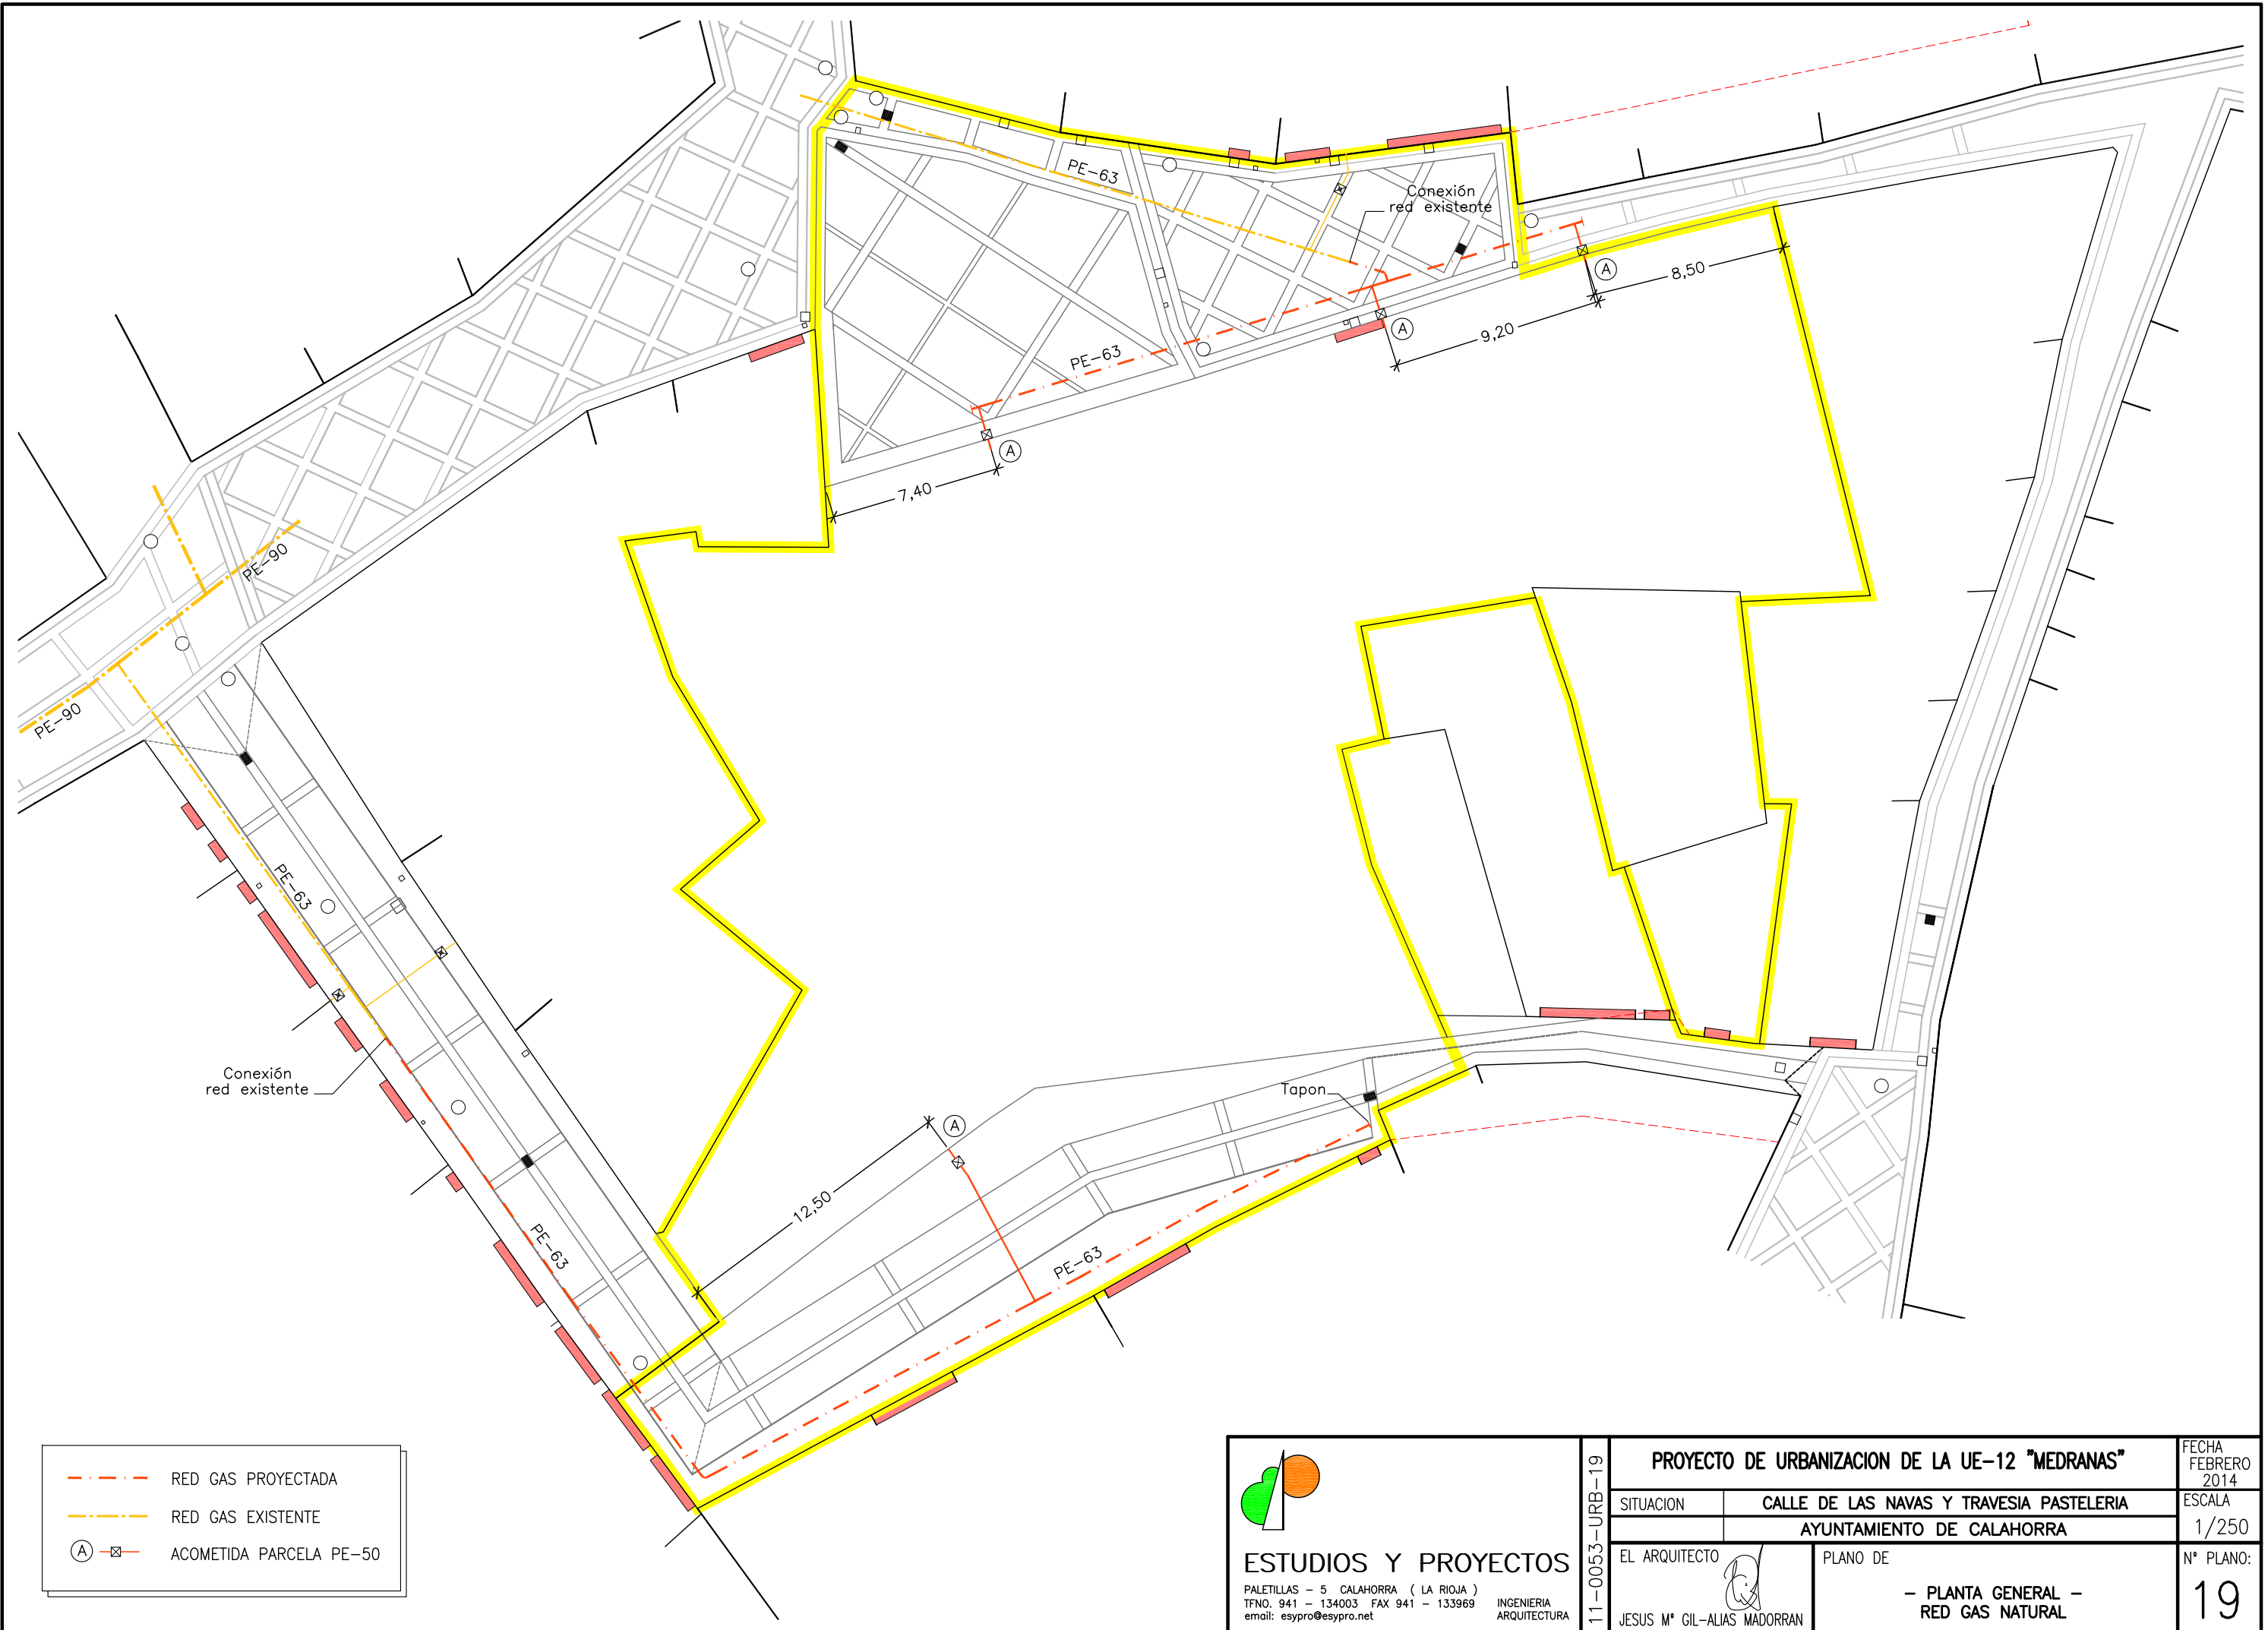 PE-63
Conexión
red existente
A
8,50
9,20
A
PE-63
A
7,40
PE-90
PE-90
PE-63
Conexión
red existente
Tapon
A
12,50
PE-63
PE-63
RED GAS PROYECTADA
RED GAS EXISTENTE
A ACOMETIDA PARCELA PE-50
ESTUDIOS Y PROYECTOS
PALETILLAS - 5 CALAHORRA ( LA RIOJA )
TFNO. 941 - 134003 FAX 941 - 133969
email: esypro@esypro.net
INGENIERIA
ARQUITECTURA
11-0053-URB-19
PROYECTO DE URBANIZACION DE LA UE-12 "MEDRANAS"
FECHA
FEBRERO
2014
SITUACION
CALLE DE LAS NAVAS Y TRAVESIA PASTELERIA
AYUNTAMIENTO DE CALAHORRA
ESCALA
1/250
EL ARQUITECTO
JESUS Mª GIL-ALIAS MADORRAN
PLANO DE
- PLANTA GENERAL -
RED GAS NATURAL
Nº PLANO:
19